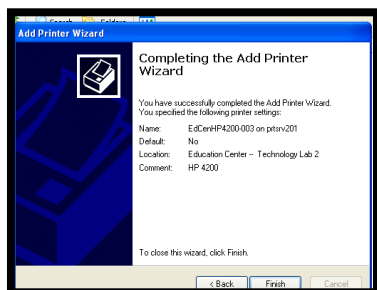 Search Folders
Add Printer Wizard
Completing the Add Printer
Wizard
You have successfully completed the Add Printer Wizard.
You specified the following printer settings:
Name: EdCenHP4200-003 on prtsrv201
Default: No
Location: Education Center -- Technology Lab 2
Comment: HP 4200
To close this wizard, click Finish.
< Back Finish Cancel